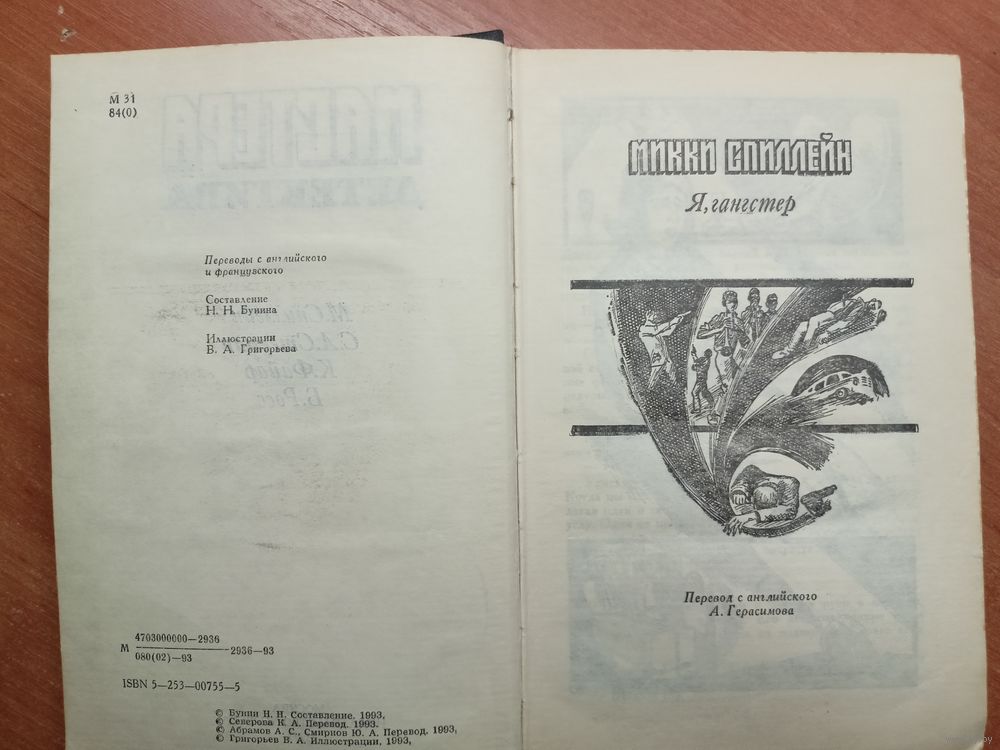 М 31
84(0)
Переводы с английского
и французского
Составление
Н. Н. Бунина
Иллюстрации
В. А. Григорьева
4703000000—2936
М
2936—93
080(02)—93
ISBN 5—253—00755—5
© Бунин Н. Н. Составление. 1993,
© Северова К. А. Перевод. 1993.
© Абрамов А. С., Смирнов Ю. А. Перевод. 1993,
© Григорьев В. А. Иллюстрации, 1993,
МИККИ СПИЛЛЕЙН
Я, гангстер
Перевод с английского
А. Герасимова